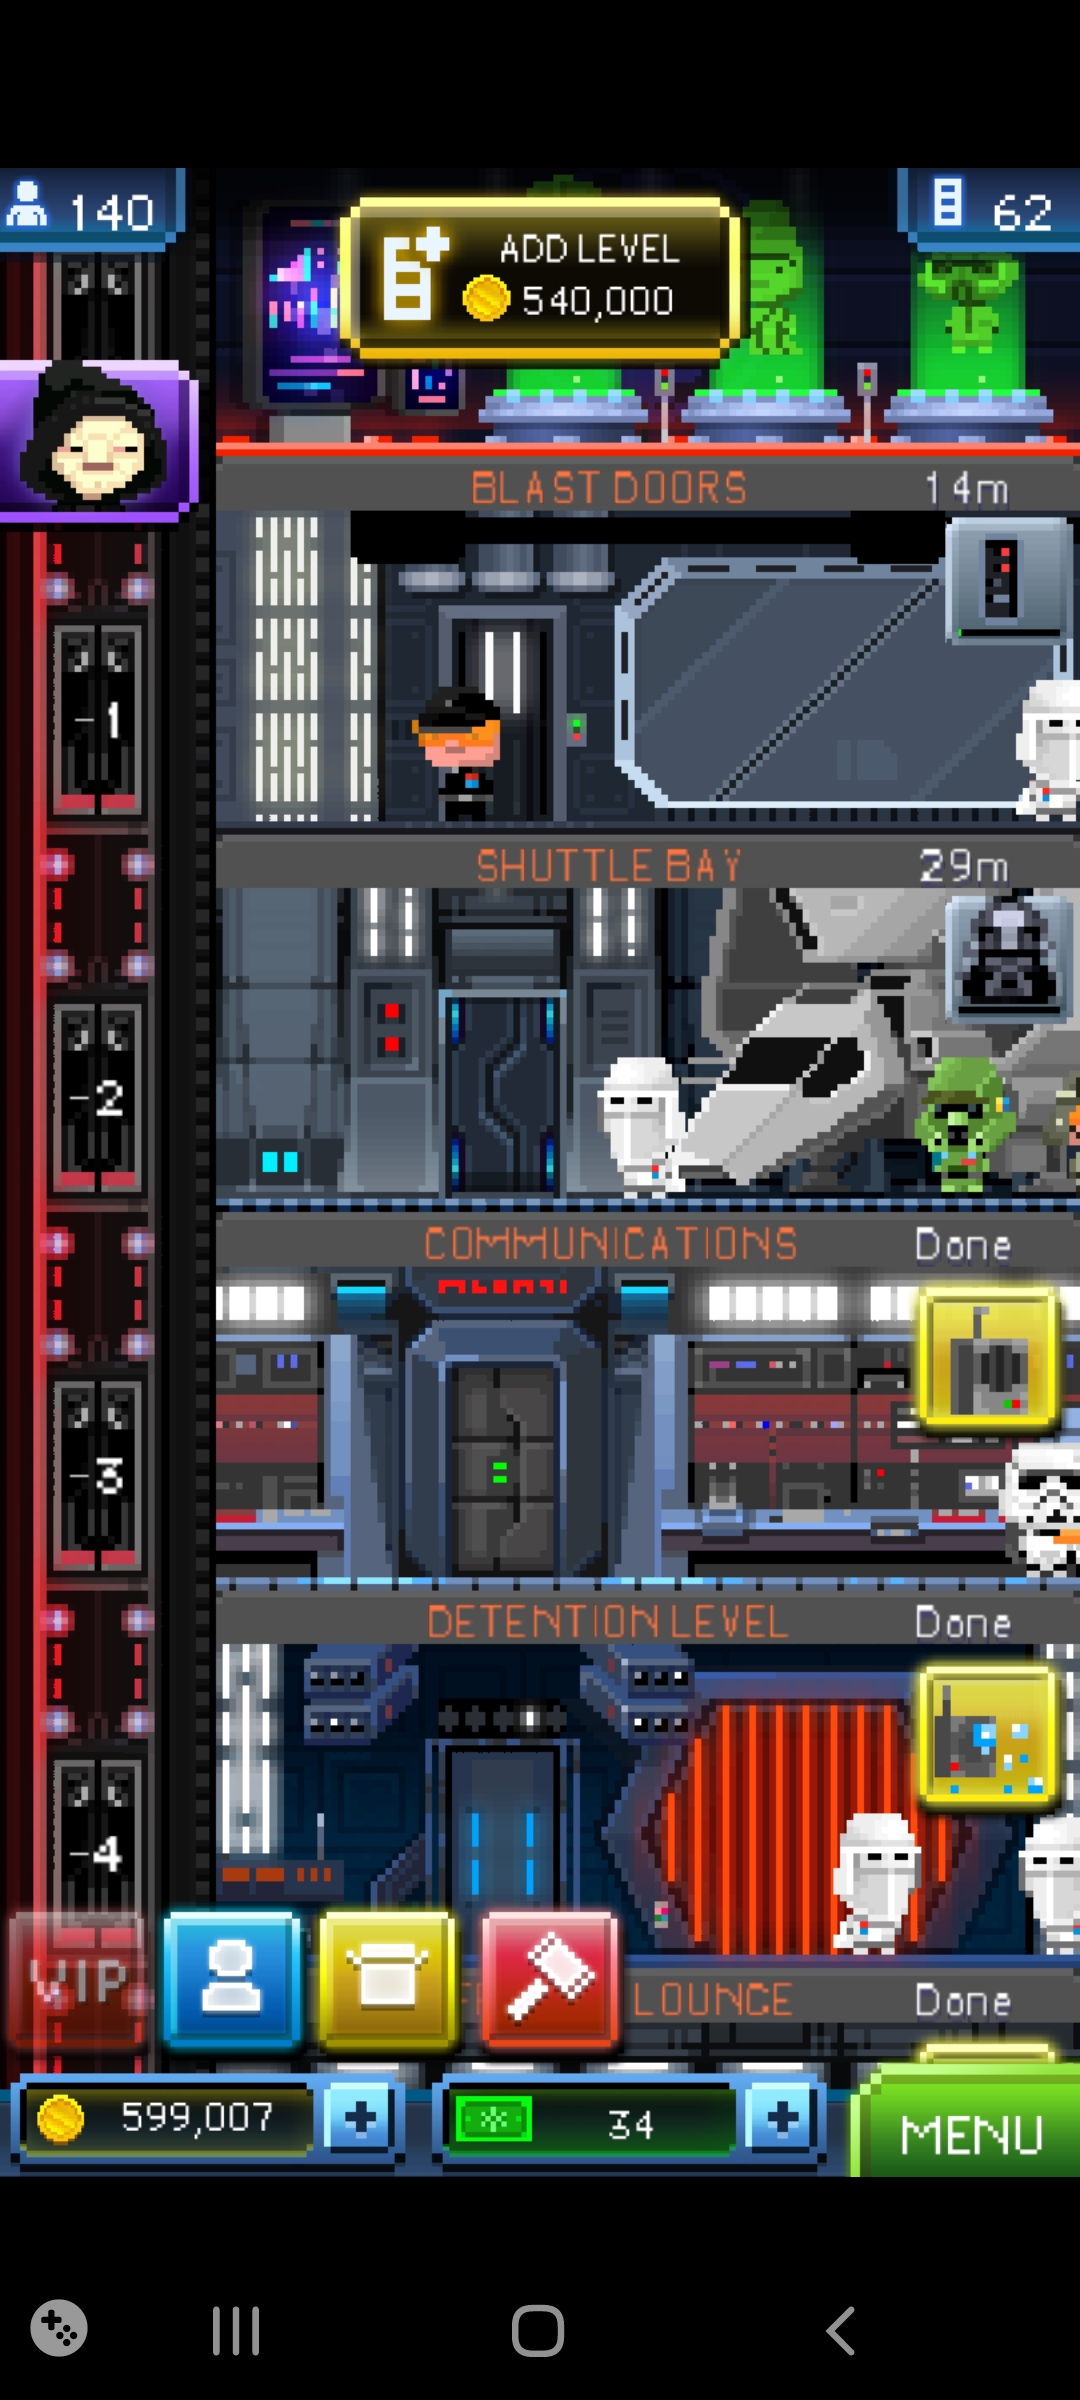 140
ADD LEVEL
540,000
62
BLAST DOORS 14m
-1
SHUTTLE BAY 29m
-2
COMMUNICATIONS Done
-3
DETENTION LEVEL Done
-4
VIP
LOUNGE Done
599,007
34
MENU